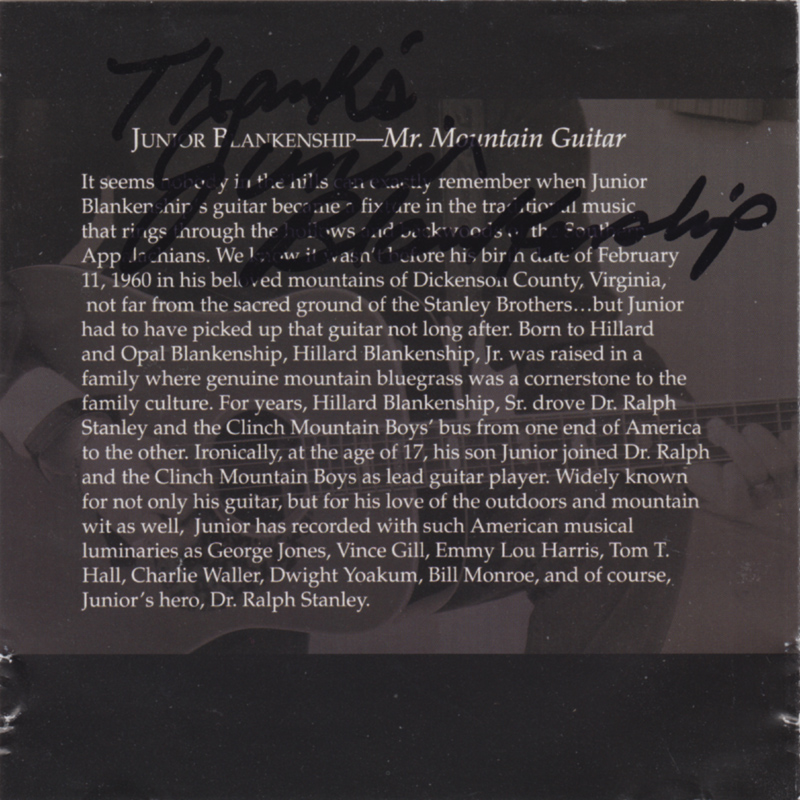 Thank's
Junior
Blankenship
JUNIOR BLANKENSHIP—Mr. Mountain Guitar
It seems nobody in the hills can exactly remember when Junior
Blankenship's guitar became a fixture in the traditional music
that rings through the hollows and backwoods of the Southern
Appalachians. We know it wasn't before his birth date of February
11, 1960 in his beloved mountains of Dickenson County, Virginia,
not far from the sacred ground of the Stanley Brothers…but Junior
had to have picked up that guitar not long after. Born to Hillard
and Opal Blankenship, Hillard Blankenship, Jr. was raised in a
family where genuine mountain bluegrass was a cornerstone to the
family culture. For years, Hillard Blankenship, Sr. drove Dr. Ralph
Stanley and the Clinch Mountain Boys' bus from one end of America
to the other. Ironically, at the age of 17, his son Junior joined Dr. Ralph
and the Clinch Mountain Boys as lead guitar player. Widely known
for not only his guitar, but for his love of the outdoors and mountain
wit as well, Junior has recorded with such American musical
luminaries as George Jones, Vince Gill, Emmy Lou Harris, Tom T.
Hall, Charlie Waller, Dwight Yoakum, Bill Monroe, and of course,
Junior's hero, Dr. Ralph Stanley.